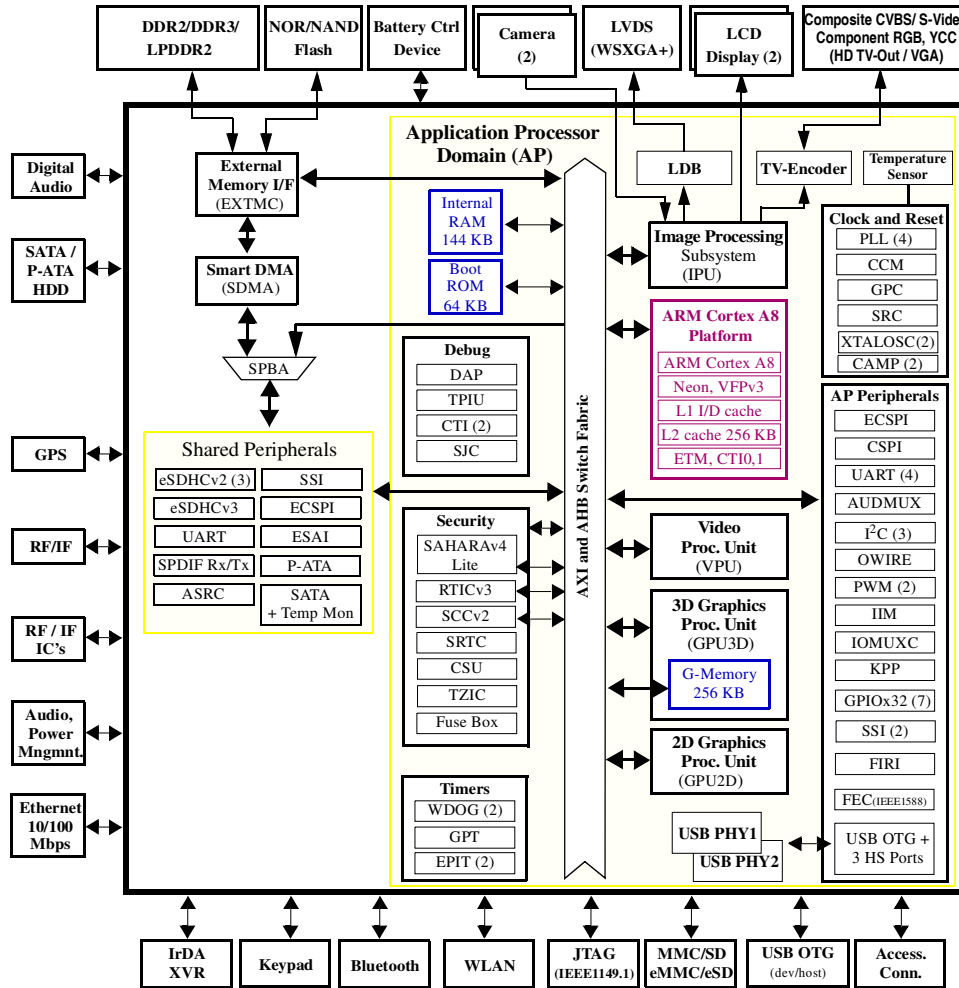 DDR2/DDR3/
LPDDR2
NOR/NAND
Flash
Battery Ctrl
Device
Camera
(2)
LVDS
(WSXGA+)
LCD
Display (2)
Composite CVBS/ S-Vide
Component RGB, YCC
(HD TV-Out / VGA)
Digital
Audio
SATA /
P-ATA
HDD
GPS
RF/IF
RF / IF
IC's
Audio,
Power
Mngmnt.
Ethernet
10/100
Mbps
Application Processor
Domain (AP)
External
Memory I/F
(EXTMC)
Smart DMA
(SDMA)
SPBA
Shared Peripherals
eSDHCv2 (3)
eSDHCv3
UART
SPDIF Rx/Tx
ASRC
SSI
ECSPI
ESAI
P-ATA
SATA
+ Temp Mon
Internal
RAM
144 KB
Boot
ROM
64 KB
Debug
DAP
TPIU
CTI (2)
SJC
Security
SAHARAv4
Lite
RTICv3
SCCv2
SRTC
CSU
TZIC
Fuse Box
Timers
WDOG (2)
GPT
EPIT (2)
AXI and AHB Switch Fabric
LDB
TV-Encoder
Temperature
Sensor
Image Processing
Subsystem
(IPU)
ARM Cortex A8
Platform
ARM Cortex A8
Neon, VFPv3
L1 I/D cache
L2 cache 256 KB
ETM, CTI0,1
Video
Proc. Unit
(VPU)
3D Graphics
Proc. Unit
(GPU3D)
G-Memory
256 KB
2D Graphics
Proc. Unit
(GPU2D)
USB PHY1
USB PHY2
Clock and Reset
PLL (4)
CCM
GPC
SRC
XTALOSC(2)
CAMP (2)
AP Peripherals
ECSPI
CSPI
UART (4)
AUDMUX
I²C (3)
OWIRE
PWM (2)
IIM
IOMUXC
KPP
GPIOx32 (7)
SSI (2)
FIRI
FEC(IEEE1588)
USB OTG +
3 HS Ports
IrDA
XVR
Keypad
Bluetooth
WLAN
JTAG
(IEEE1149.1)
MMC/SD
eMMC/eSD
USB OTG
(dev/host)
Access.
Conn.